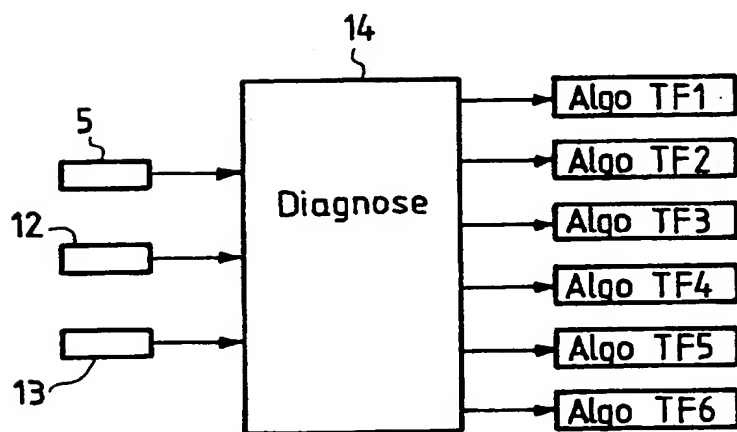 14
5
12
13
Diagnose
Algo TF1
Algo TF2
Algo TF3
Algo TF4
Algo TF5
Algo TF6